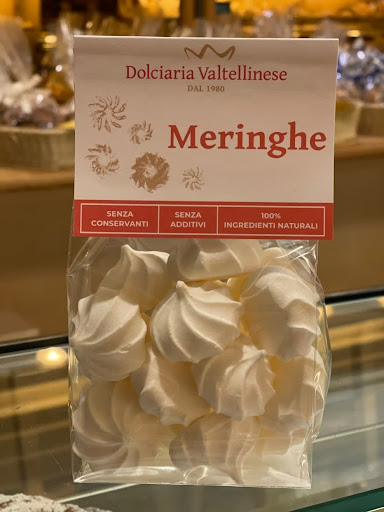 Dolciaria Valtellinese
DAL 1980
Meringhe
SENZA
CONSERVANTI
SENZA
ADDITIVI
100%
INGREDIENTI NATURALI